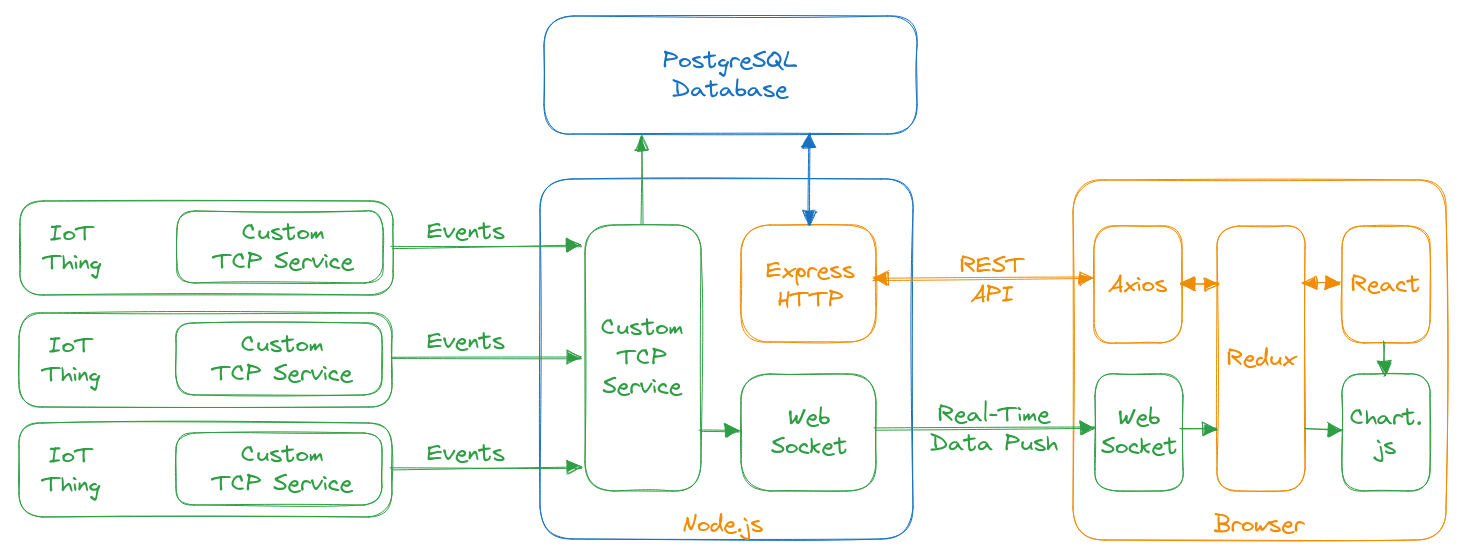 PostgreSQL
Database
IoT
Thing
Custom
TCP Service
Events
IoT
Thing
Custom
TCP Service
Events
IoT
Thing
Custom
TCP Service
Events
Custom
TCP
Service
Express
HTTP
Web
Socket
Node.js
REST
API
Real-Time
Data Push
Axios
Web
Socket
Redux
React
Chart.
js
Browser